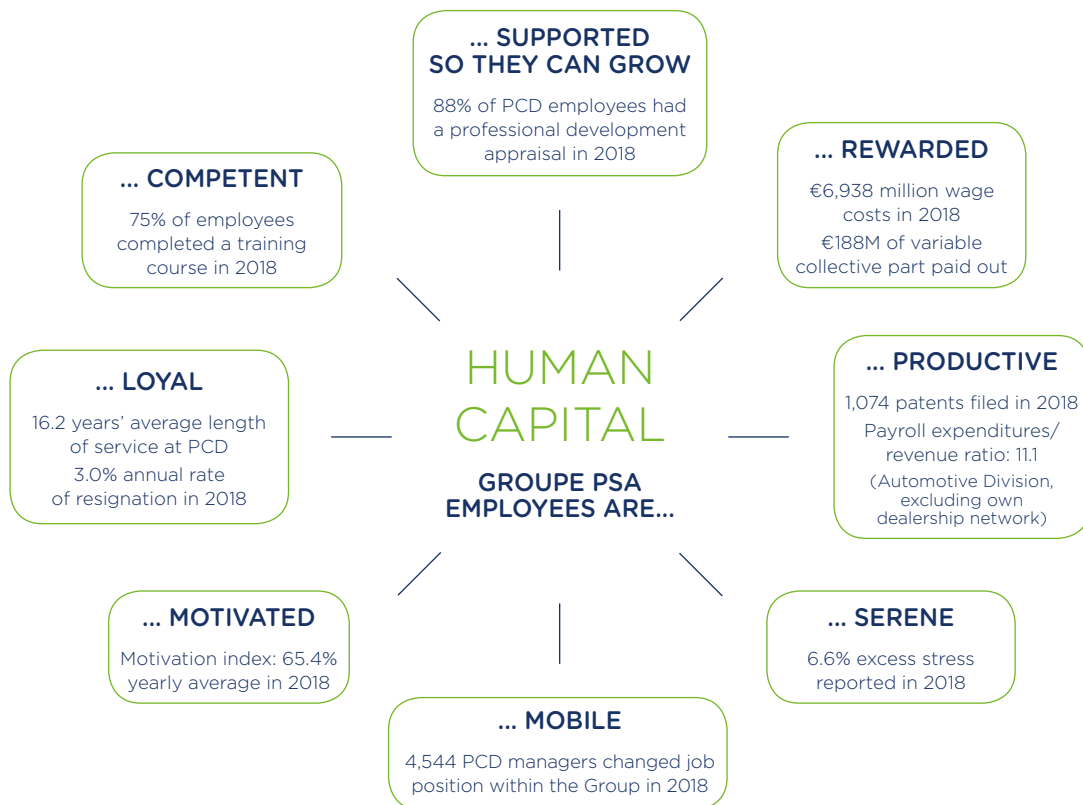 ... SUPPORTED
SO THEY CAN GROW
88% of PCD employees had
a professional development
appraisal in 2018
... COMPETENT
75% of employees
completed a training
course in 2018
... REWARDED
€6,938 million wage
costs in 2018
€188M of variable
collective part paid out
... LOYAL
16.2 years’ average length
of service at PCD
3.0% annual rate
of resignation in 2018
HUMAN
CAPITAL
GROUPE PSA
EMPLOYEES ARE...
... PRODUCTIVE
1,074 patents filed in 2018
Payroll expenditures/
revenue ratio: 11.1
(Automotive Division,
excluding own
dealership network)
... MOTIVATED
Motivation index: 65.4%
yearly average in 2018
... SERENE
6.6% excess stress
reported in 2018
... MOBILE
4,544 PCD managers changed job
position within the Group in 2018